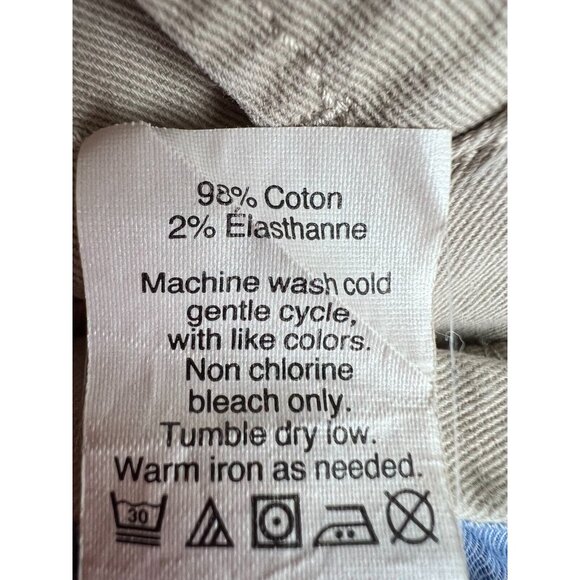 98% Coton
2% Élasthanne
Machine wash cold
gentle cycle,
with like colors.
Non chlorine
bleach only.
Tumble dry low.
Warm iron as needed.
30